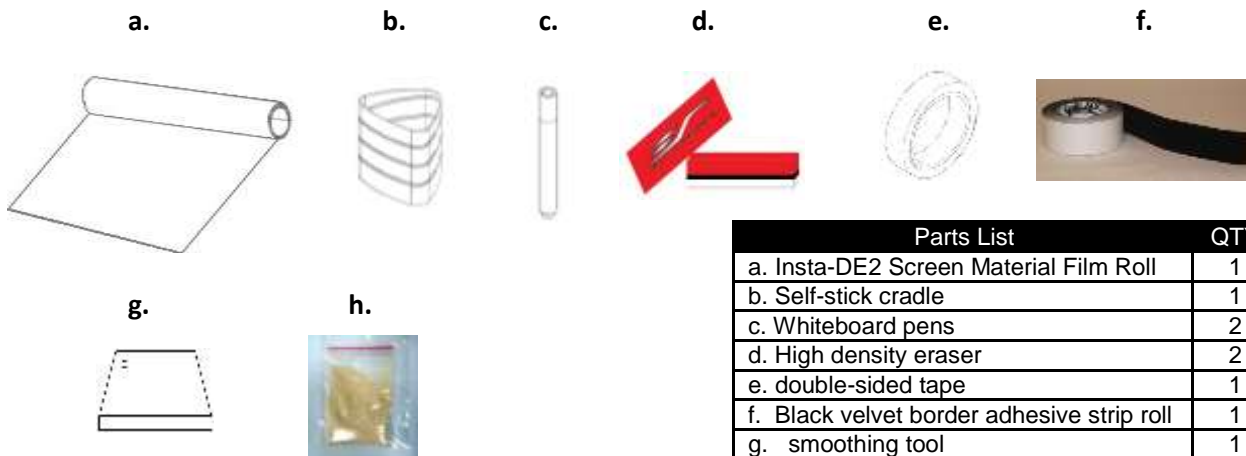 a. b. c. d. e. f.
Parts List QT
a. Insta-DE2 Screen Material Film Roll 1
b. Self-stick cradle 1
c. Whiteboard pens 2
d. High density eraser 2
e. double-sided tape 1
f. Black velvet border adhesive strip roll 1
g. smoothing tool 1
g. h.